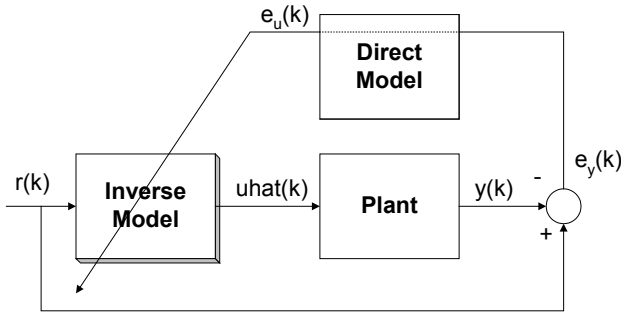 e_u(k)
Direct
Model
e_y(k)
r(k)
Inverse
Model
uhat(k)
Plant
y(k)
-
+